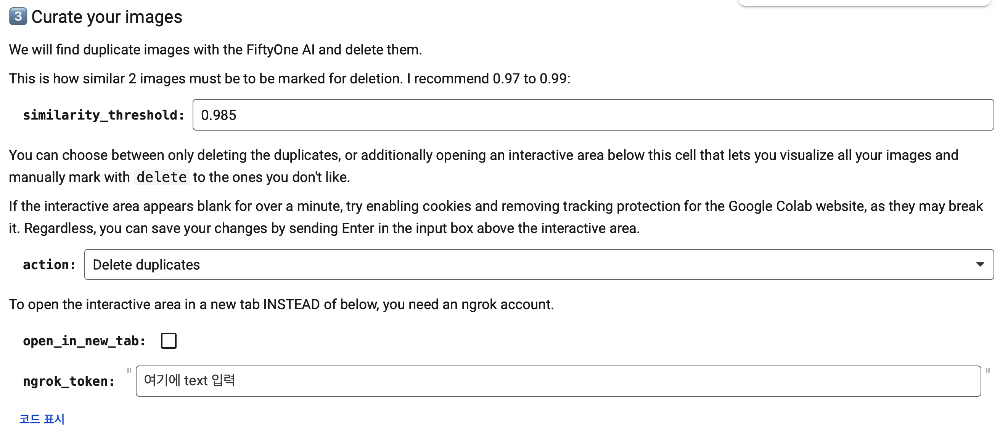 3 Curate your images
We will find duplicate images with the FiftyOne AI and delete them.
This is how similar 2 images must be to be marked for deletion. I recommend 0.97 to 0.99:
similarity_threshold: 0.985
You can choose between only deleting the duplicates, or additionally opening an interactive area below this cell that lets you visualize all your images and
manually mark with delete to the ones you don't like.
If the interactive area appears blank for over a minute, try enabling cookies and removing tracking protection for the Google Colab website, as they may break
it. Regardless, you can save your changes by sending Enter in the input box above the interactive area.
action: Delete duplicates
To open the interactive area in a new tab INSTEAD of below, you need an ngrok account.
open_in_new_tab:
ngrok_token: " 여기에 text 입력 "
코드 표시